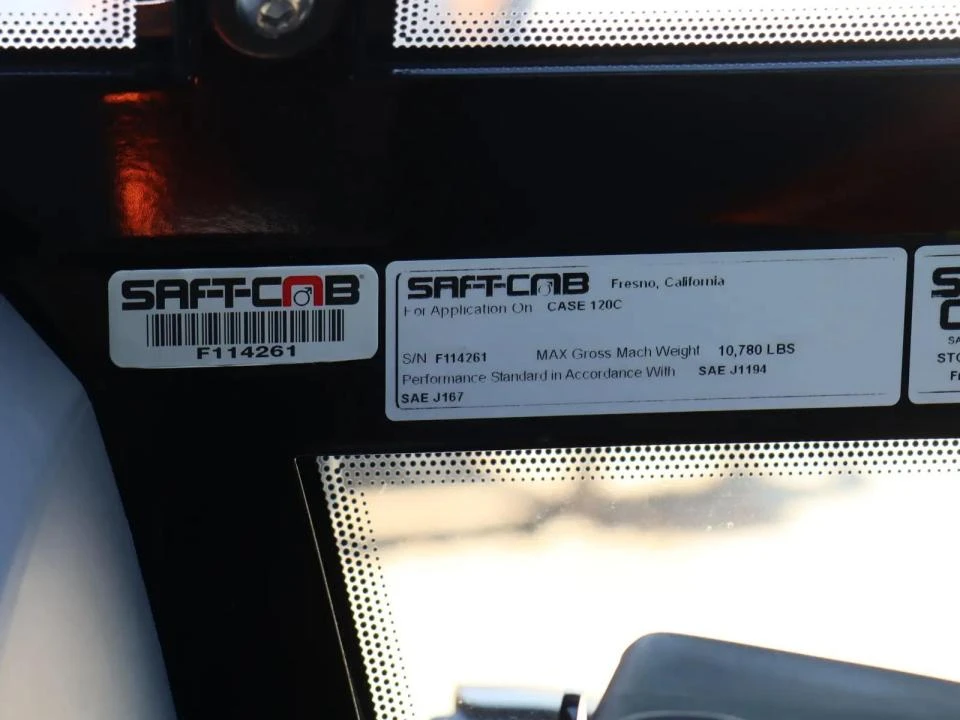 SAFT-CAB
F114261
SAFT-CAB Fresno, California
For Application On CASE 120C
S/N F114261 MAX Gross Mach Weight 10,780 LBS
Performance Standard in Accordance With SAE J1194
SAE J167